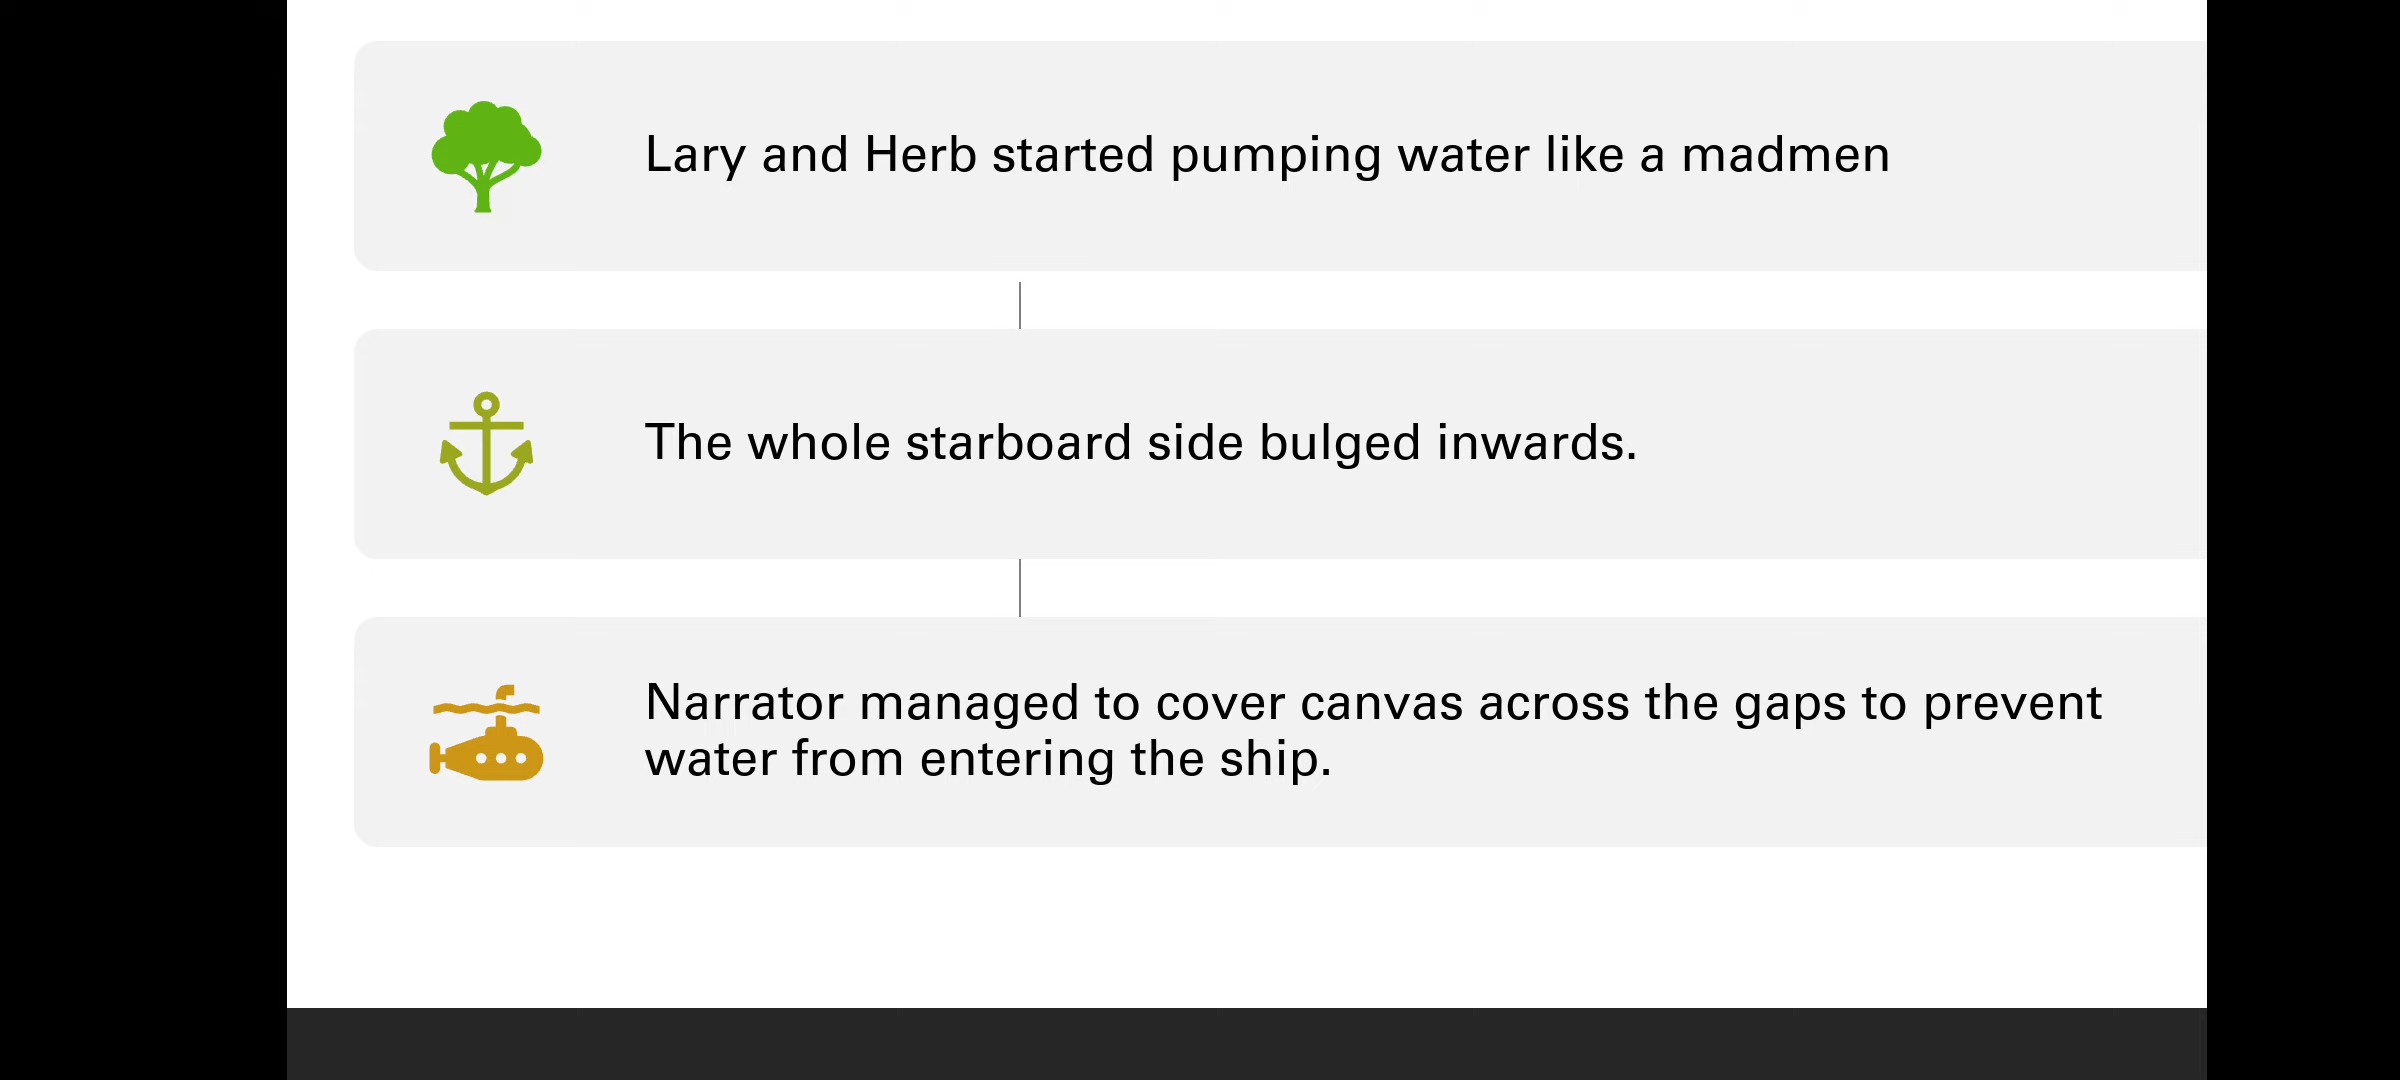 Lary and Herb started pumping water like a madmen
The whole starboard side bulged inwards.
Narrator managed to cover canvas across the gaps to prevent
water from entering the ship.